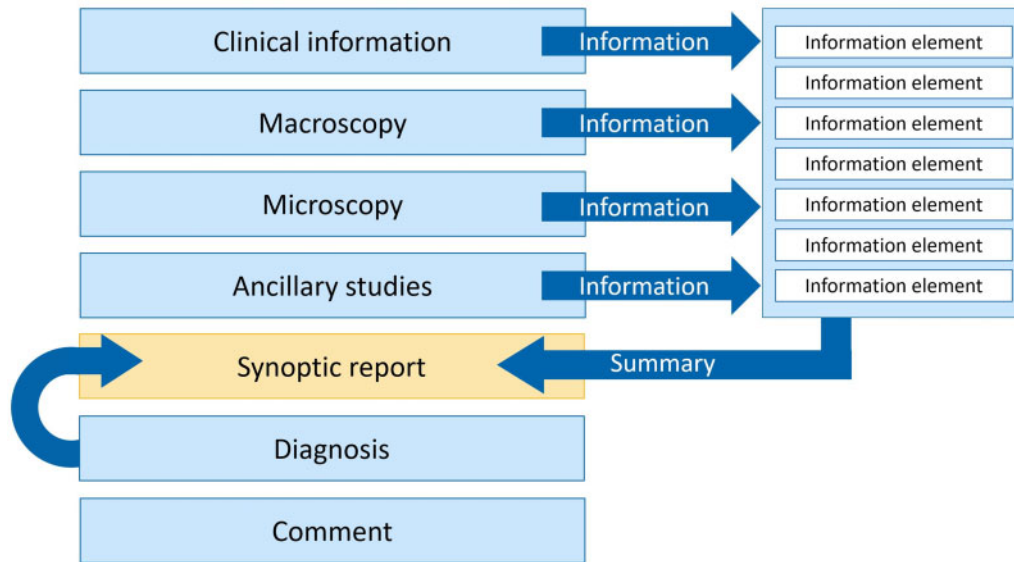 Clinical information
Information
Information element
Information element
Macroscopy
Information
Information element
Information element
Microscopy
Information
Information element
Information element
Ancillary studies
Information
Information element
Synoptic report
Summary
Diagnosis
Comment